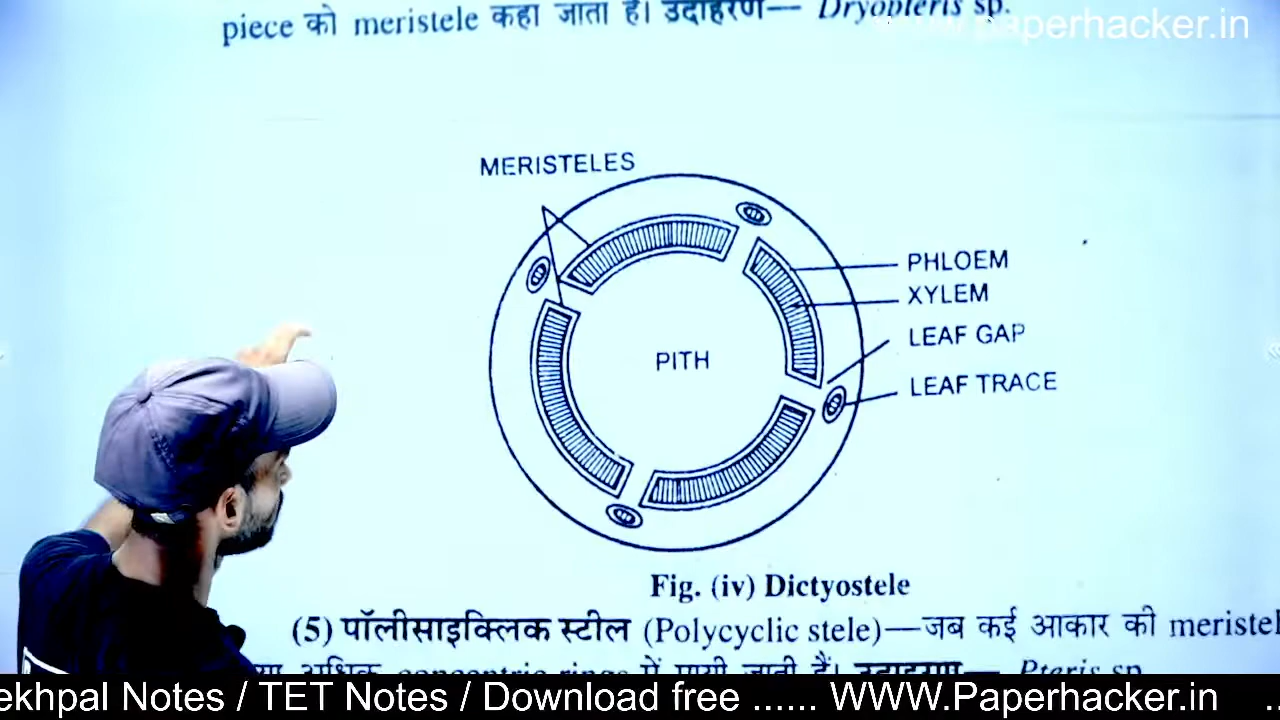 piece को meristele कहा जाता है। उदाहरण— Dryopteris sp.
www.paperhacker.in
MERISTELES
PHLOEM
XYLEM
LEAF GAP
PITH
LEAF TRACE
Fig. (iv) Dictyostele
(5) पॉलीसाइक्लिक स्टील (Polycyclic stele)—जब कई आकार की meristel
या अधिक concentric rings में पायी जाती हैं। उदाहरण— Pteris sp.
ekhpal Notes / TET Notes / Download free ...... WWW.Paperhacker.in ..